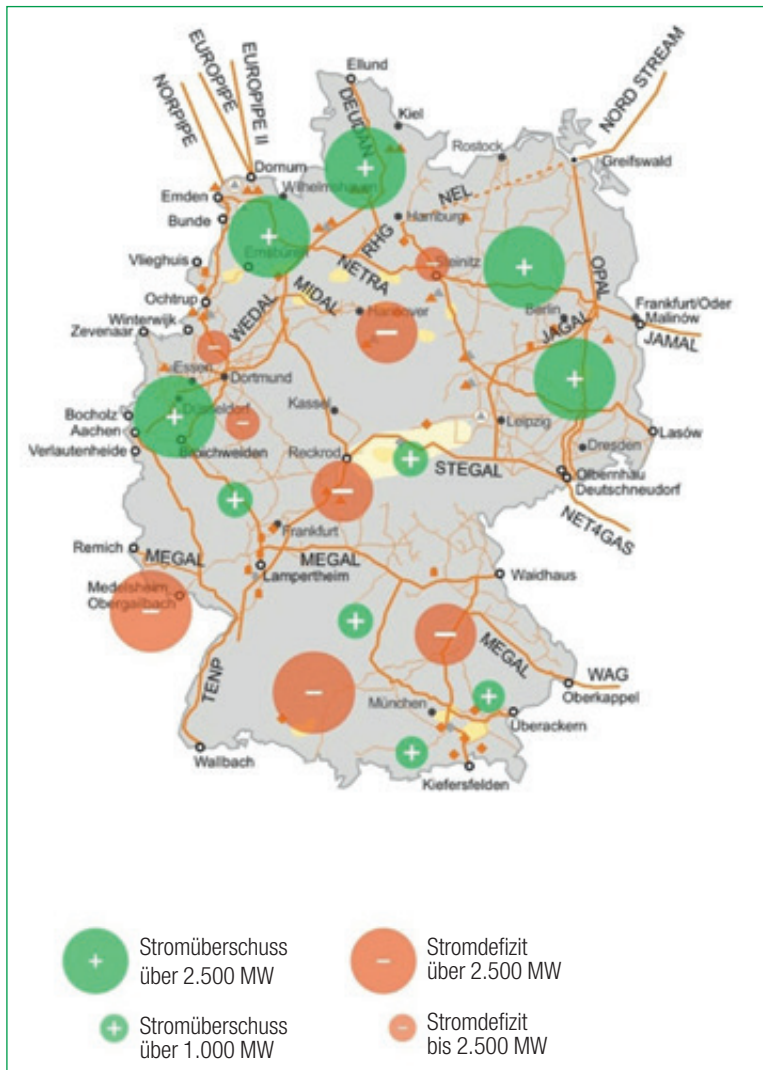 NORPIPE
EUROPIPE
EUROPIPE II
Ellund
DEUDAN
Kiel
NORD STREAM
Rostock
Greifswald
Dornum
Wilhelmshaven
Emden
NEL
Hamburg
Bunde
RHG
Vlieghuis
Emsbüren
NETRA
Steinitz
OPAL
Ochtrup
MIDAL
WEDAL
Hannover
Berlin
Frankfurt/Oder
Malinów
Winterwijk
Zevenaar
JAGAL
JAMAL
Essen
Dortmund
Kassel
Bocholz
Düsseldorf
Leipzig
Aachen
Lasów
Verlautenheide
Broichweiden
Reckrod
Dresden
STEGAL
Olbernhau
Deutschneudorf
NET4GAS
Frankfurt
Remich
MEGAL
MEGAL
Lampertheim
Waidhaus
Medelsheim
Obergailbach
MEGAL
TENP
WAG
Oberkappel
München
Überackern
Wallbach
Kiefersfelden
Stromüberschuss
über 2.500 MW
Stromdefizit
über 2.500 MW
Stromüberschuss
über 1.000 MW
Stromdefizit
bis 2.500 MW